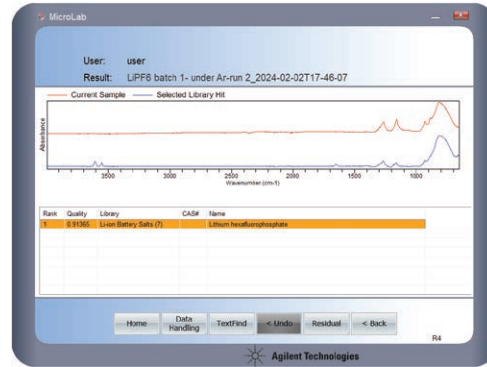 MicroLab
User: user
Result: LiPF6 batch 1- under Ar-run 2_2024-02-02T17-46-07
Current Sample Selected Library Hit
Absorbance
3500 3000 2500 2000 1500 1000
Wavenumber (cm-1)
Rank Quality Library CAS# Name
1 0.91365 Li-ion Battery Salts (7) Lithium hexafluorophosphate
Home Data Handling TextFind < Undo Residual < Back
R4
Agilent Technologies